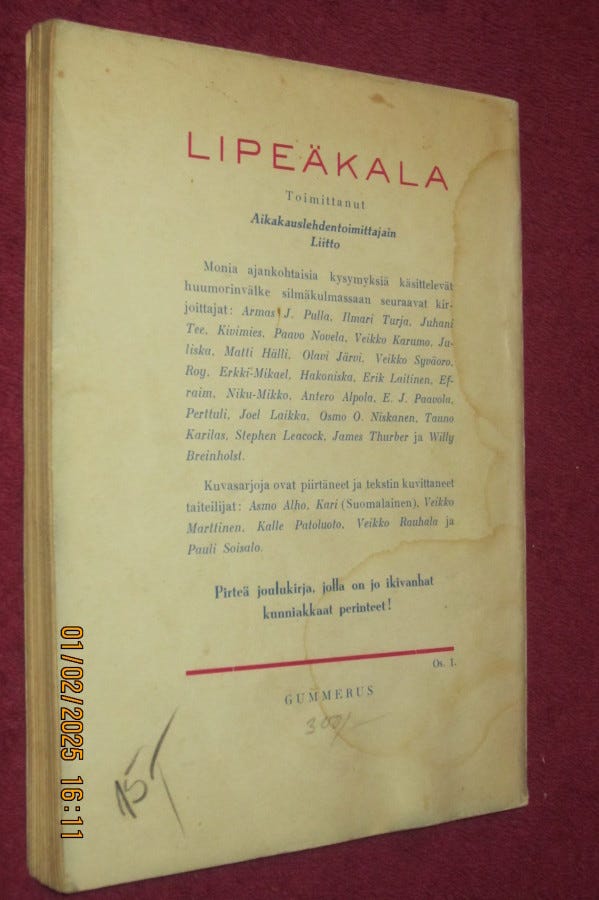 LIPEÄKALA
Toimittanut
Aikakauslehdentoimittajain
Liitto
Monia ajankohtaisia kysymyksiä käsittelevät
huumorinvälke silmäkulmassaan seuraavat kir-
joittajat: Armas J. Pulla, Ilmari Turja, Juhani
Tee, Kivimies, Paavo Novela, Veikko Karumo, Ju-
liska, Matti Hälli, Olavi Järvi, Veikko Syväoro,
Roy, Erkki-Mikael, Hakoniska, Erik Laitinen, Ef-
raim, Niku-Mikko, Antero Alpola, E. J. Paavola,
Perttuli, Joel Laikka, Osmo O. Niskanen, Tauno
Karilas, Stephen Leacock, James Thurber ja Willy
Breinholst.
Kuvasarjoja ovat piirtäneet ja tekstin kuvittaneet
taiteilijat: Asmo Alho, Kari (Suomalainen), Veikko
Marttinen, Kalle Patoluoto, Veikko Rauhala ja
Pauli Soisalo.
Pirteä joulukirja, jolla on jo ikivanhat
kunniakkaat perinteet!
Os. 1.
GUMMERUS
300/-
01/02/2025 16:11